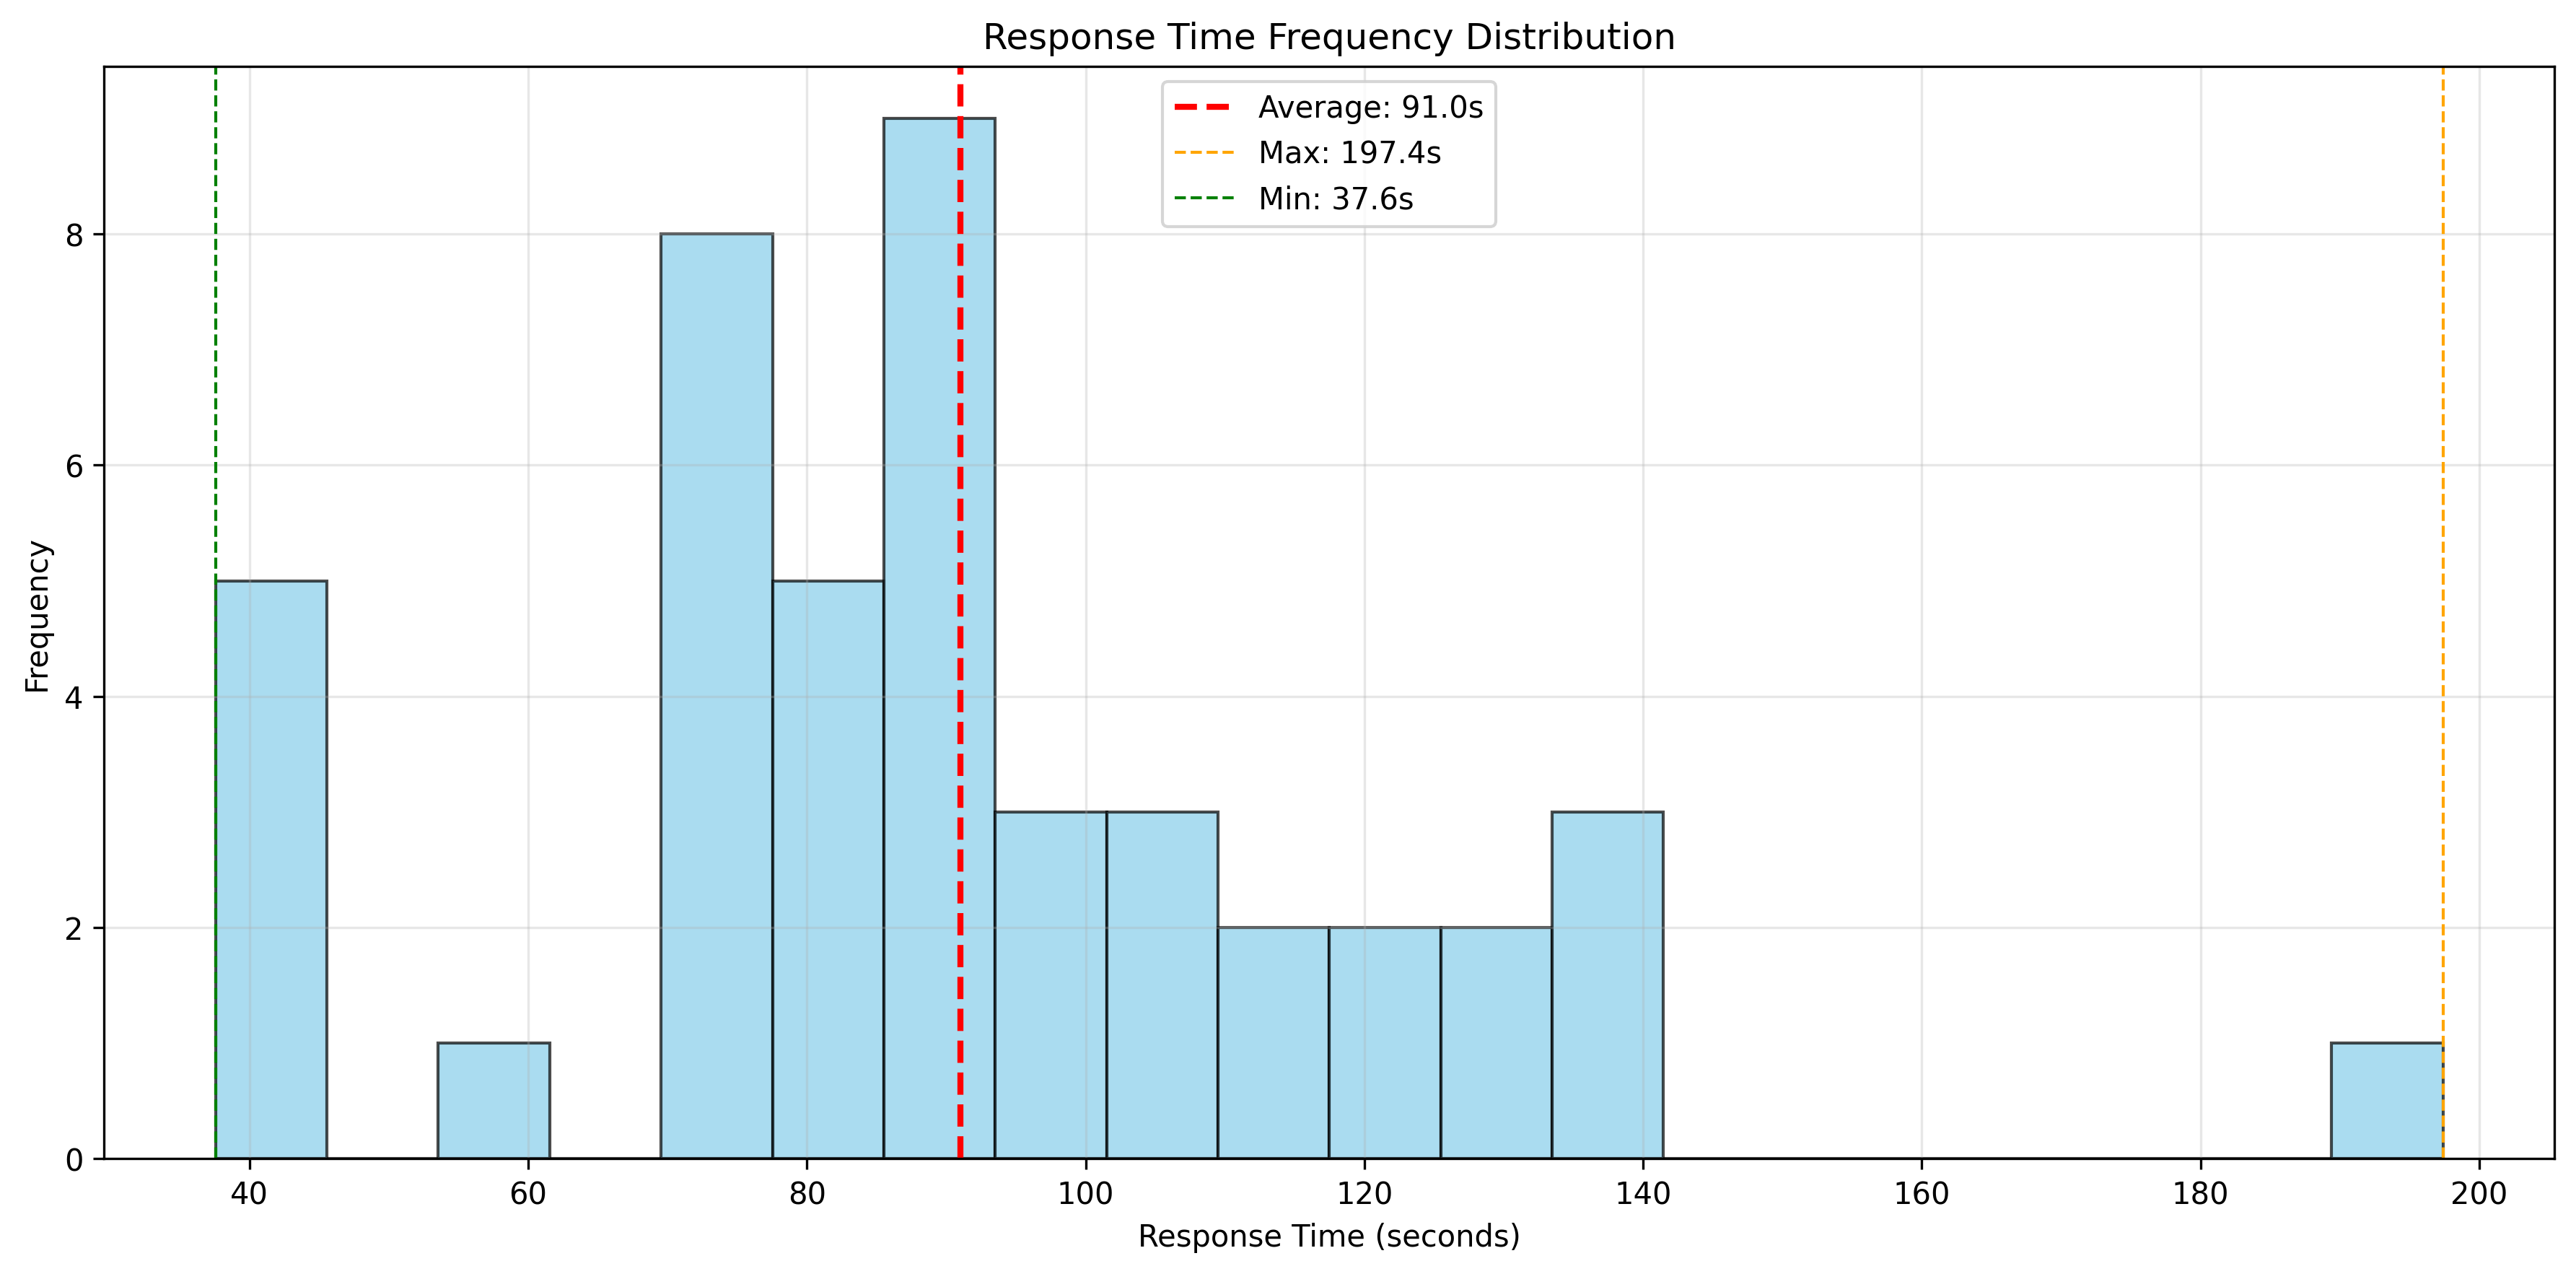 Response Time Frequency Distribution
Average: 91.0s
Max: 197.4s
Min: 37.6s
Frequency
8
6
4
2
0
40 60 80 100 120 140 160 180 200
Response Time (seconds)